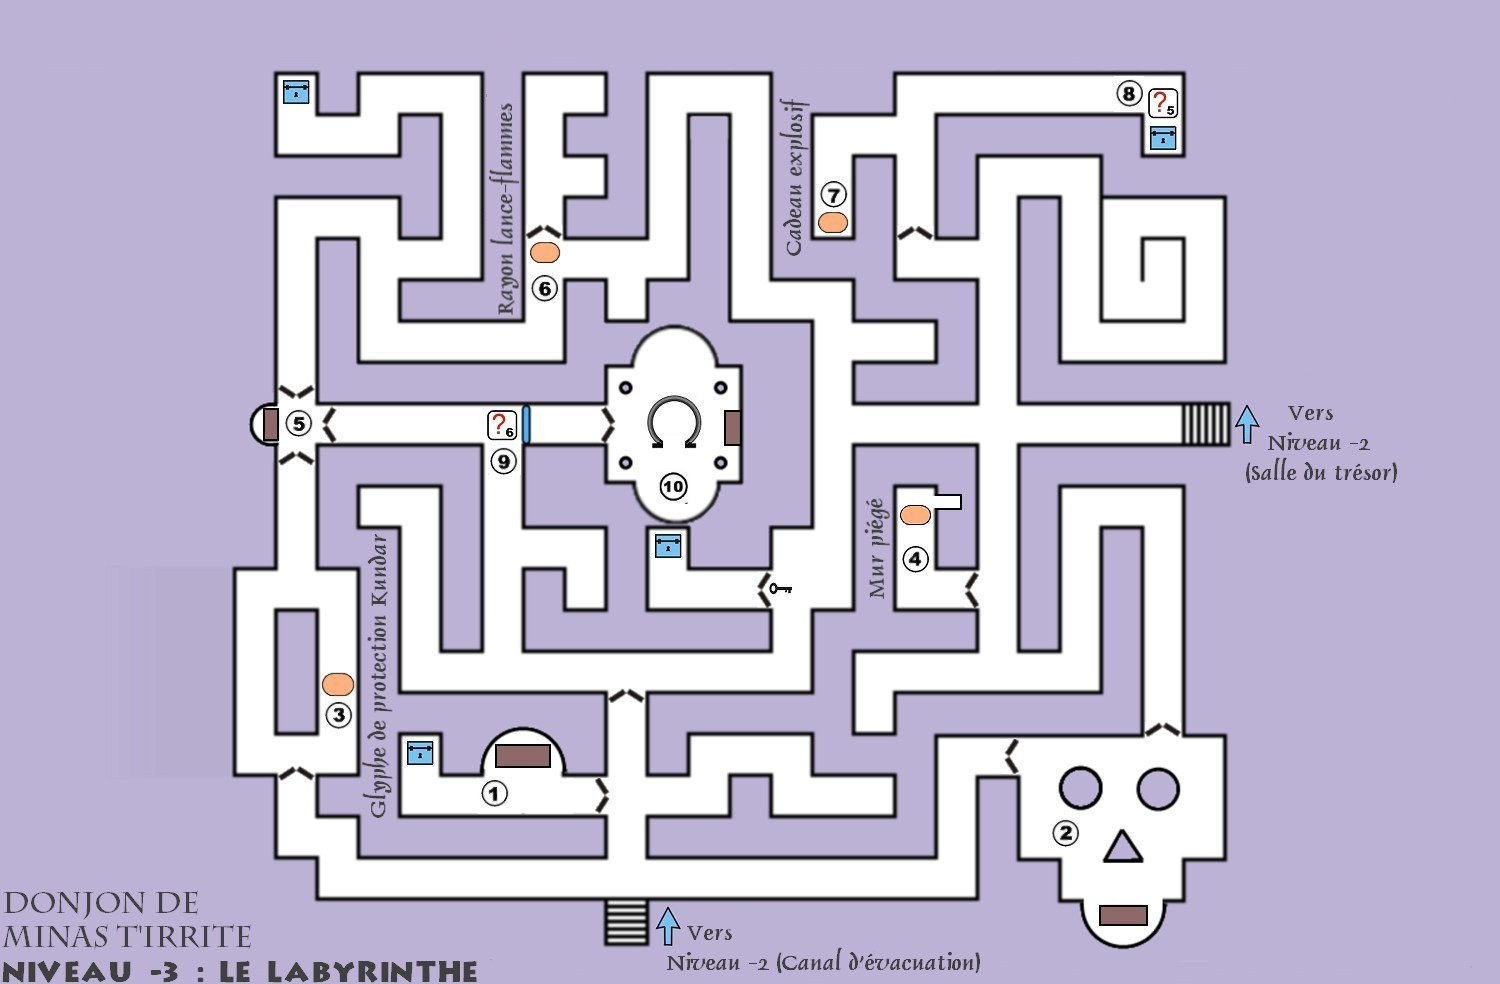 8
?5
7
Rayon lance-flammes
Cadeau explosif
6
5
?6
9
10
Vers
Niveau -2
(Salle du trésor)
Mur piégé
4
Glyphe de protection Kundar
3
1
2
DONJON DE
MINAS T'IRRITE
NIVEAU -3 : LE LABYRINTHE
Vers
Niveau -2 (Canal d'évacuation)